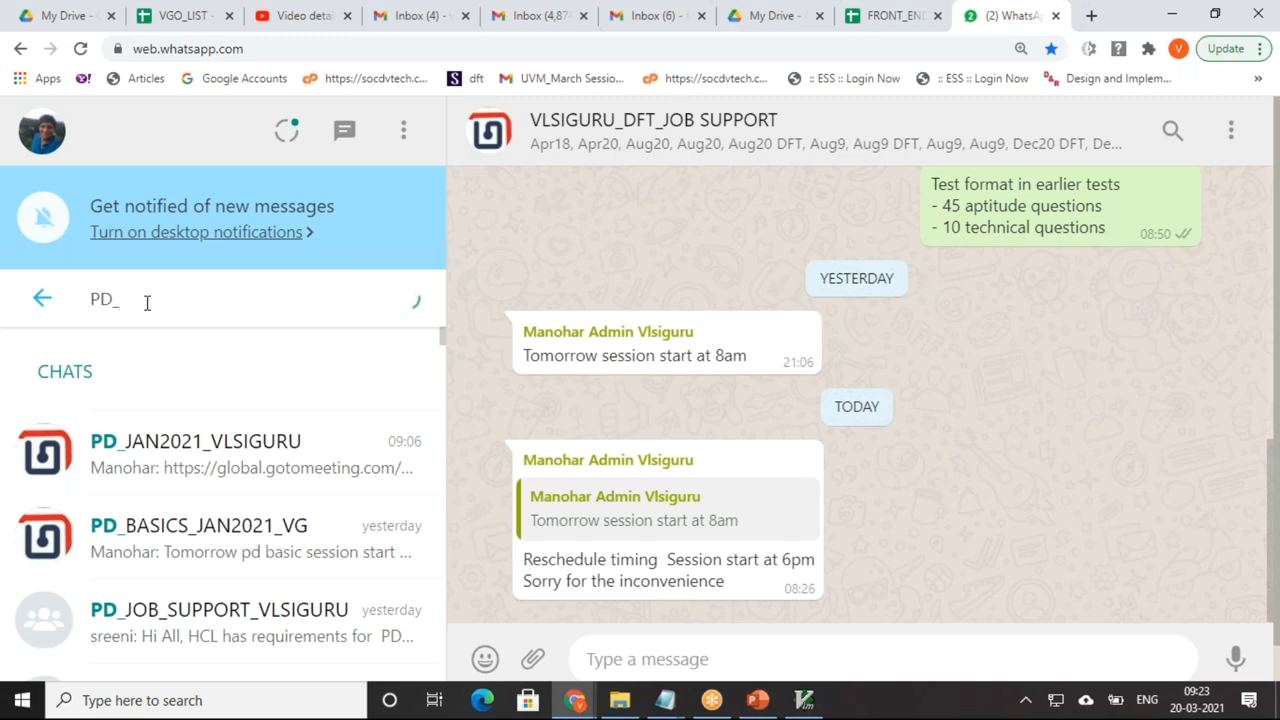 My Drive - G
VGO_LIST -
Video detai
Inbox (4) - v
Inbox (4,874
Inbox (6) -
My Drive - G
FRONT_END
2 (2) WhatsA
Update
web.whatsapp.com
Apps
Articles
Google Accounts
https://socdvtech.c...
dft
UVM_March Sessio...
https://socdvtech.c...
:: ESS :: Login Now
:: ESS :: Login Now
Design and Implem...
»
VLSIGURU_DFT_JOB SUPPORT
Apr18, Apr20, Aug20, Aug20, Aug20 DFT, Aug9, Aug9 DFT, Aug9, Aug9, Dec20 DFT, De...
Get notified of new messages
Turn on desktop notifications >
PD_
CHATS
PD_JAN2021_VLSIGURU 09:06
Manohar: https://global.gotomeeting.com/...
PD_BASICS_JAN2021_VG yesterday
Manohar: Tomorrow pd basic session start ...
PD_JOB_SUPPORT_VLSIGURU yesterday
sreeni: Hi All, HCL has requirements for PD...
Test format in earlier tests
- 45 aptitude questions
- 10 technical questions 08:50
YESTERDAY
Manohar Admin Vlsiguru
Tomorrow session start at 8am 21:06
TODAY
Manohar Admin Vlsiguru
Manohar Admin Vlsiguru
Tomorrow session start at 8am
Reschedule timing Session start at 6pm
Sorry for the inconvenience 08:26
Type a message
Type here to search
ENG
09:23
20-03-2021